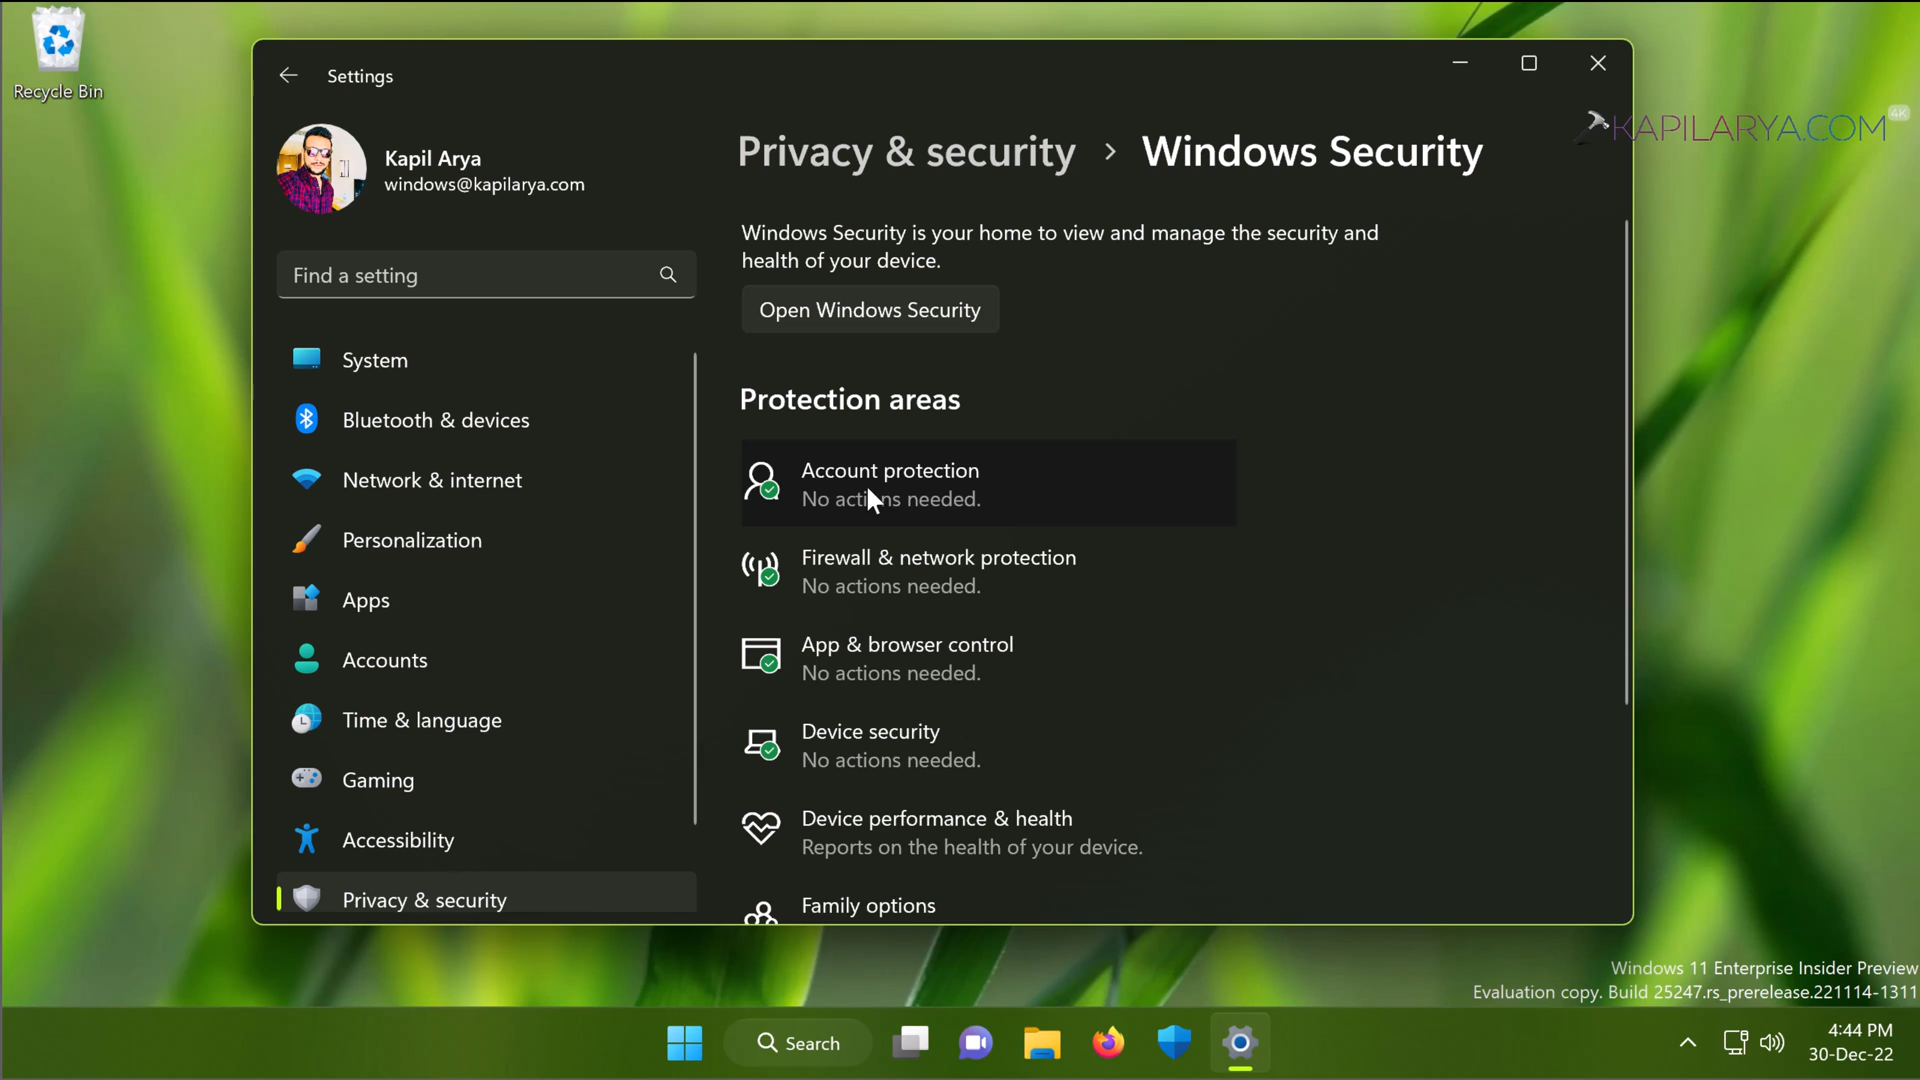 Recycle Bin
Settings
Kapil Arya
windows@kapilarya.com
Find a setting
System
Bluetooth & devices
Network & internet
Personalization
Apps
Accounts
Time & language
Gaming
Accessibility
Privacy & security
Privacy & security > Windows Security
Windows Security is your home to view and manage the security and
health of your device.
Open Windows Security
Protection areas
Account protection
No actions needed.
Firewall & network protection
No actions needed.
App & browser control
No actions needed.
Device security
No actions needed.
Device performance & health
Reports on the health of your device.
Family options
KAPILARYA.COM
4K
Windows 11 Enterprise Insider Preview
Evaluation copy. Build 25247.rs_prerelease.221114-1311
Search
4:44 PM
30-Dec-22